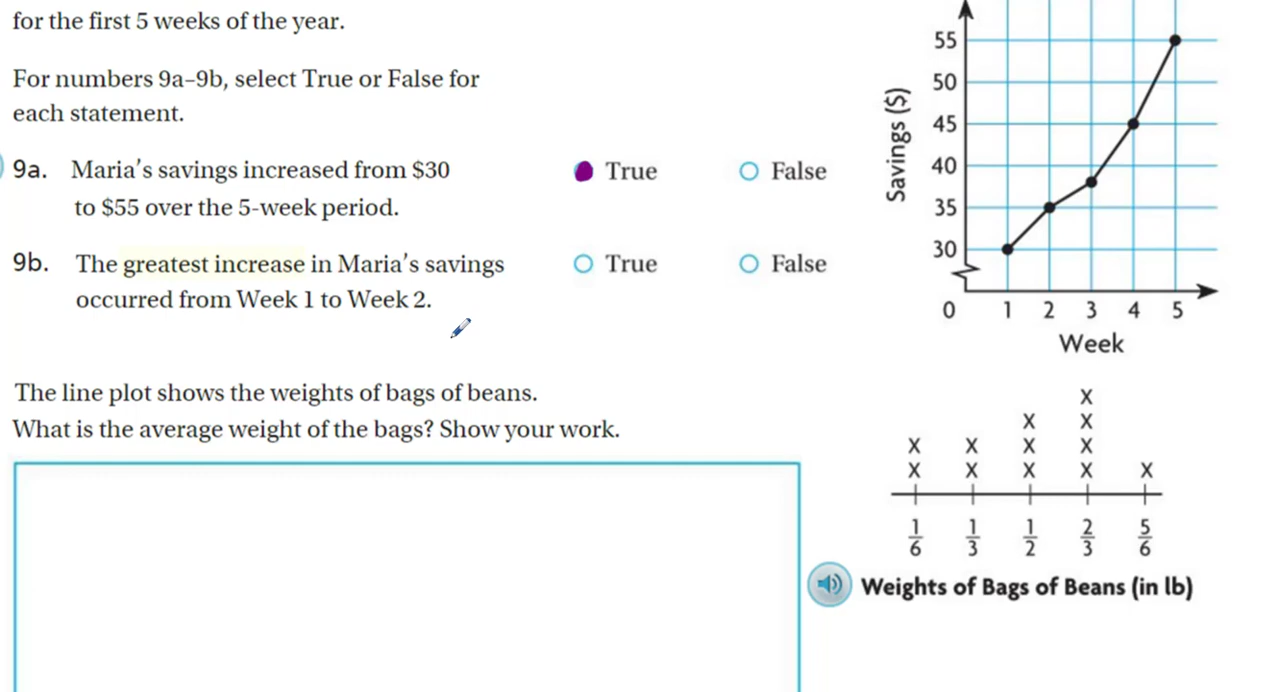 for the first 5 weeks of the year.
For numbers 9a–9b, select True or False for
each statement.
9a. Maria's savings increased from $30
to $55 over the 5-week period.
True
False
9b. The greatest increase in Maria's savings
occurred from Week 1 to Week 2.
True
False
Savings ($)
55
50
45
40
35
30
0 1 2 3 4 5
Week
The line plot shows the weights of bags of beans.
What is the average weight of the bags? Show your work.
X
X X
X X X X
X X X X X
1/6 1/3 1/2 2/3 5/6
Weights of Bags of Beans (in lb)